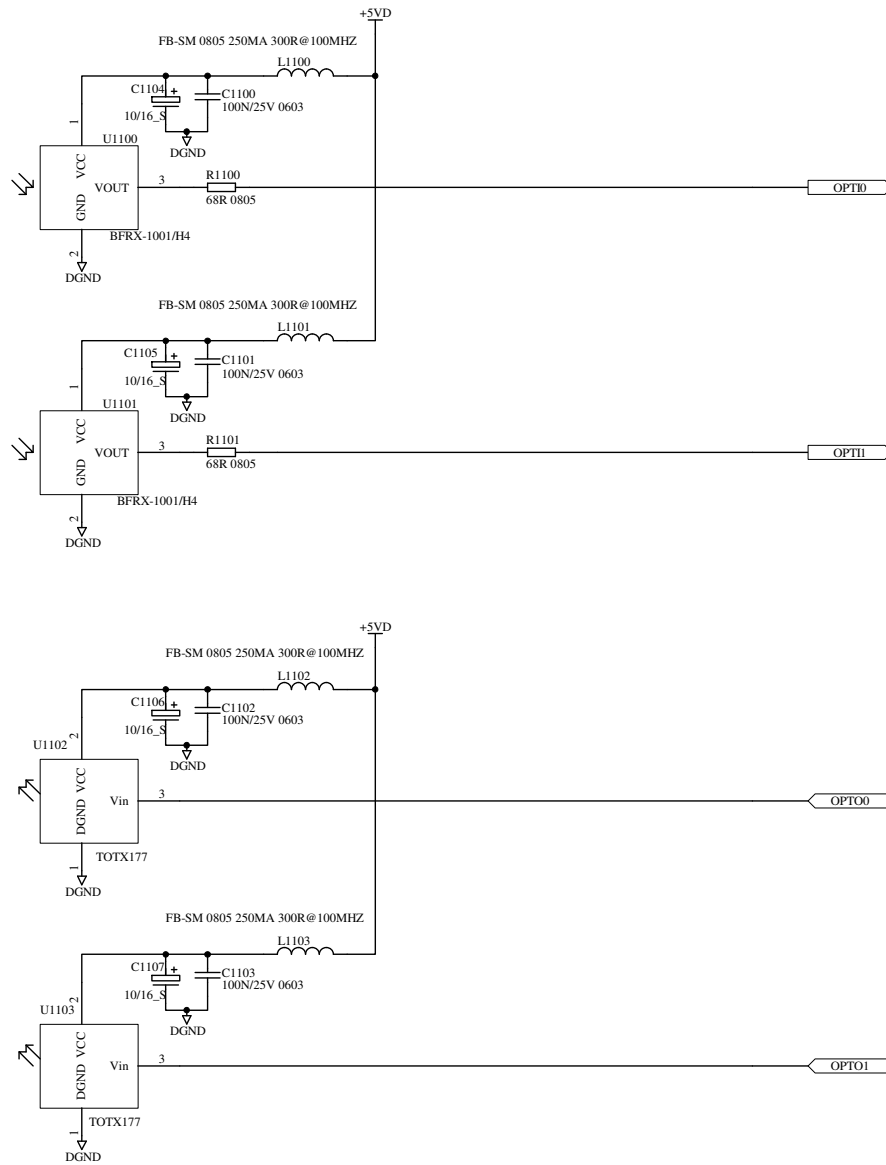 +5VD
FB-SM 0805 250MA 300R@100MHZ
L1100
C1104
+
C1100
100N/25V 0603
10/16_S
1
U1100
DGND
VCC
R1100
VOUT
3
OPTI0
GND
68R 0805
BFRX-1001/H4
2
DGND
FB-SM 0805 250MA 300R@100MHZ
L1101
C1105
+
C1101
100N/25V 0603
10/16_S
1
U1101
DGND
VCC
R1101
VOUT
3
OPTI1
GND
68R 0805
BFRX-1001/H4
2
DGND
+5VD
FB-SM 0805 250MA 300R@100MHZ
L1102
C1106
+
C1102
100N/25V 0603
10/16_S
2
U1102
DGND
VCC
Vin
3
OPTO0
DGND
TOTX177
1
DGND
FB-SM 0805 250MA 300R@100MHZ
L1103
C1107
+
C1103
100N/25V 0603
10/16_S
2
U1103
DGND
VCC
Vin
3
OPTO1
DGND
TOTX177
1
DGND